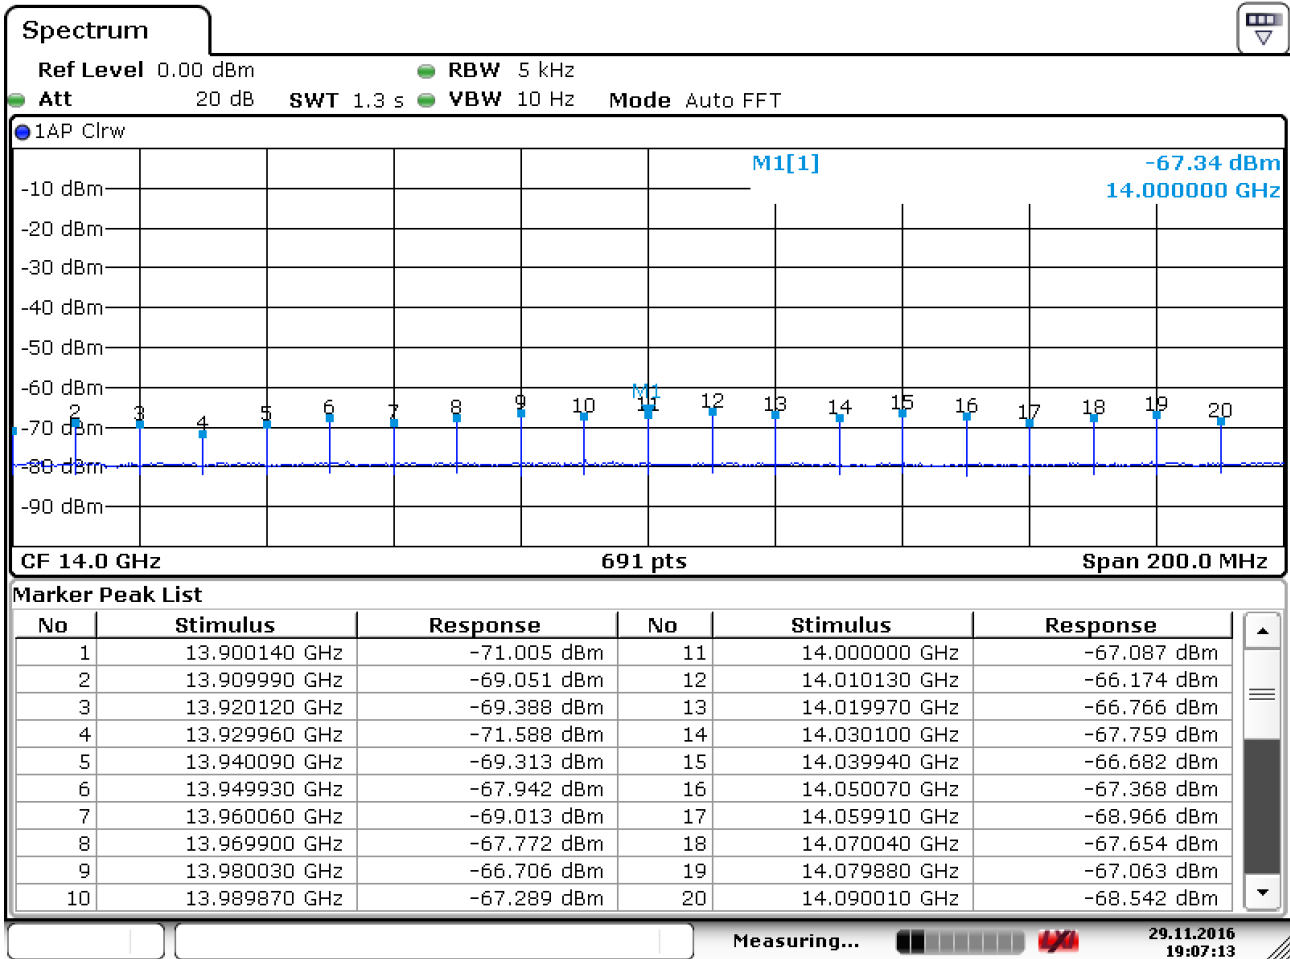 Spectrum
Ref Level 0.00 dBm RBW 5 kHz
Att 20 dB SWT 1.3 s VBW 10 Hz Mode Auto FFT
1AP Clrw
M1[1] -67.34 dBm
14.000000 GHz
-10 dBm
-20 dBm
-30 dBm
-40 dBm
-50 dBm
-60 dBm
M1
2 3 4 5 6 7 8 9 10 11 12 13 14 15 16 17 18 19 20
-70 dBm
-80 dBm
-90 dBm
CF 14.0 GHz 691 pts Span 200.0 MHz
Marker Peak List
No Stimulus Response No Stimulus Response
1 13.900140 GHz -71.005 dBm 11 14.000000 GHz -67.087 dBm
2 13.909990 GHz -69.051 dBm 12 14.010130 GHz -66.174 dBm
3 13.920120 GHz -69.388 dBm 13 14.019970 GHz -66.766 dBm
4 13.929960 GHz -71.588 dBm 14 14.030100 GHz -67.759 dBm
5 13.940090 GHz -69.313 dBm 15 14.039940 GHz -66.682 dBm
6 13.949930 GHz -67.942 dBm 16 14.050070 GHz -67.368 dBm
7 13.960060 GHz -69.013 dBm 17 14.059910 GHz -68.966 dBm
8 13.969900 GHz -67.772 dBm 18 14.070040 GHz -67.654 dBm
9 13.980030 GHz -66.706 dBm 19 14.079880 GHz -67.063 dBm
10 13.989870 GHz -67.289 dBm 20 14.090010 GHz -68.542 dBm
Measuring... LXI 29.11.2016
19:07:13